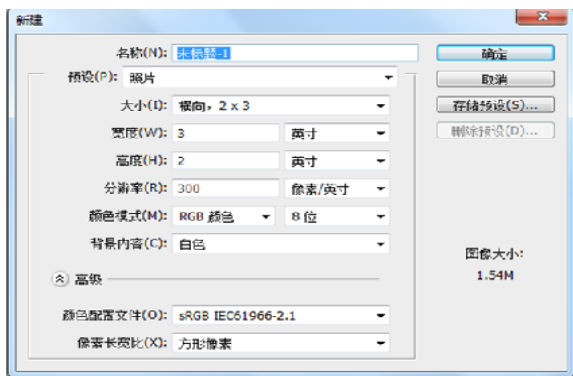 新建
名称(N): 未标题-1
确定
预设(P): 照片
取消
大小(I): 横向，2 x 3
存储预设(S)...
宽度(W): 3 英寸
删除预设(D)...
高度(H): 2 英寸
分辨率(R): 300 像素/英寸
颜色模式(M): RGB 颜色 8 位
背景内容(C): 白色
图像大小:
1.54M
高级
颜色配置文件(O): sRGB IEC61966-2.1
像素长宽比(X): 方形像素